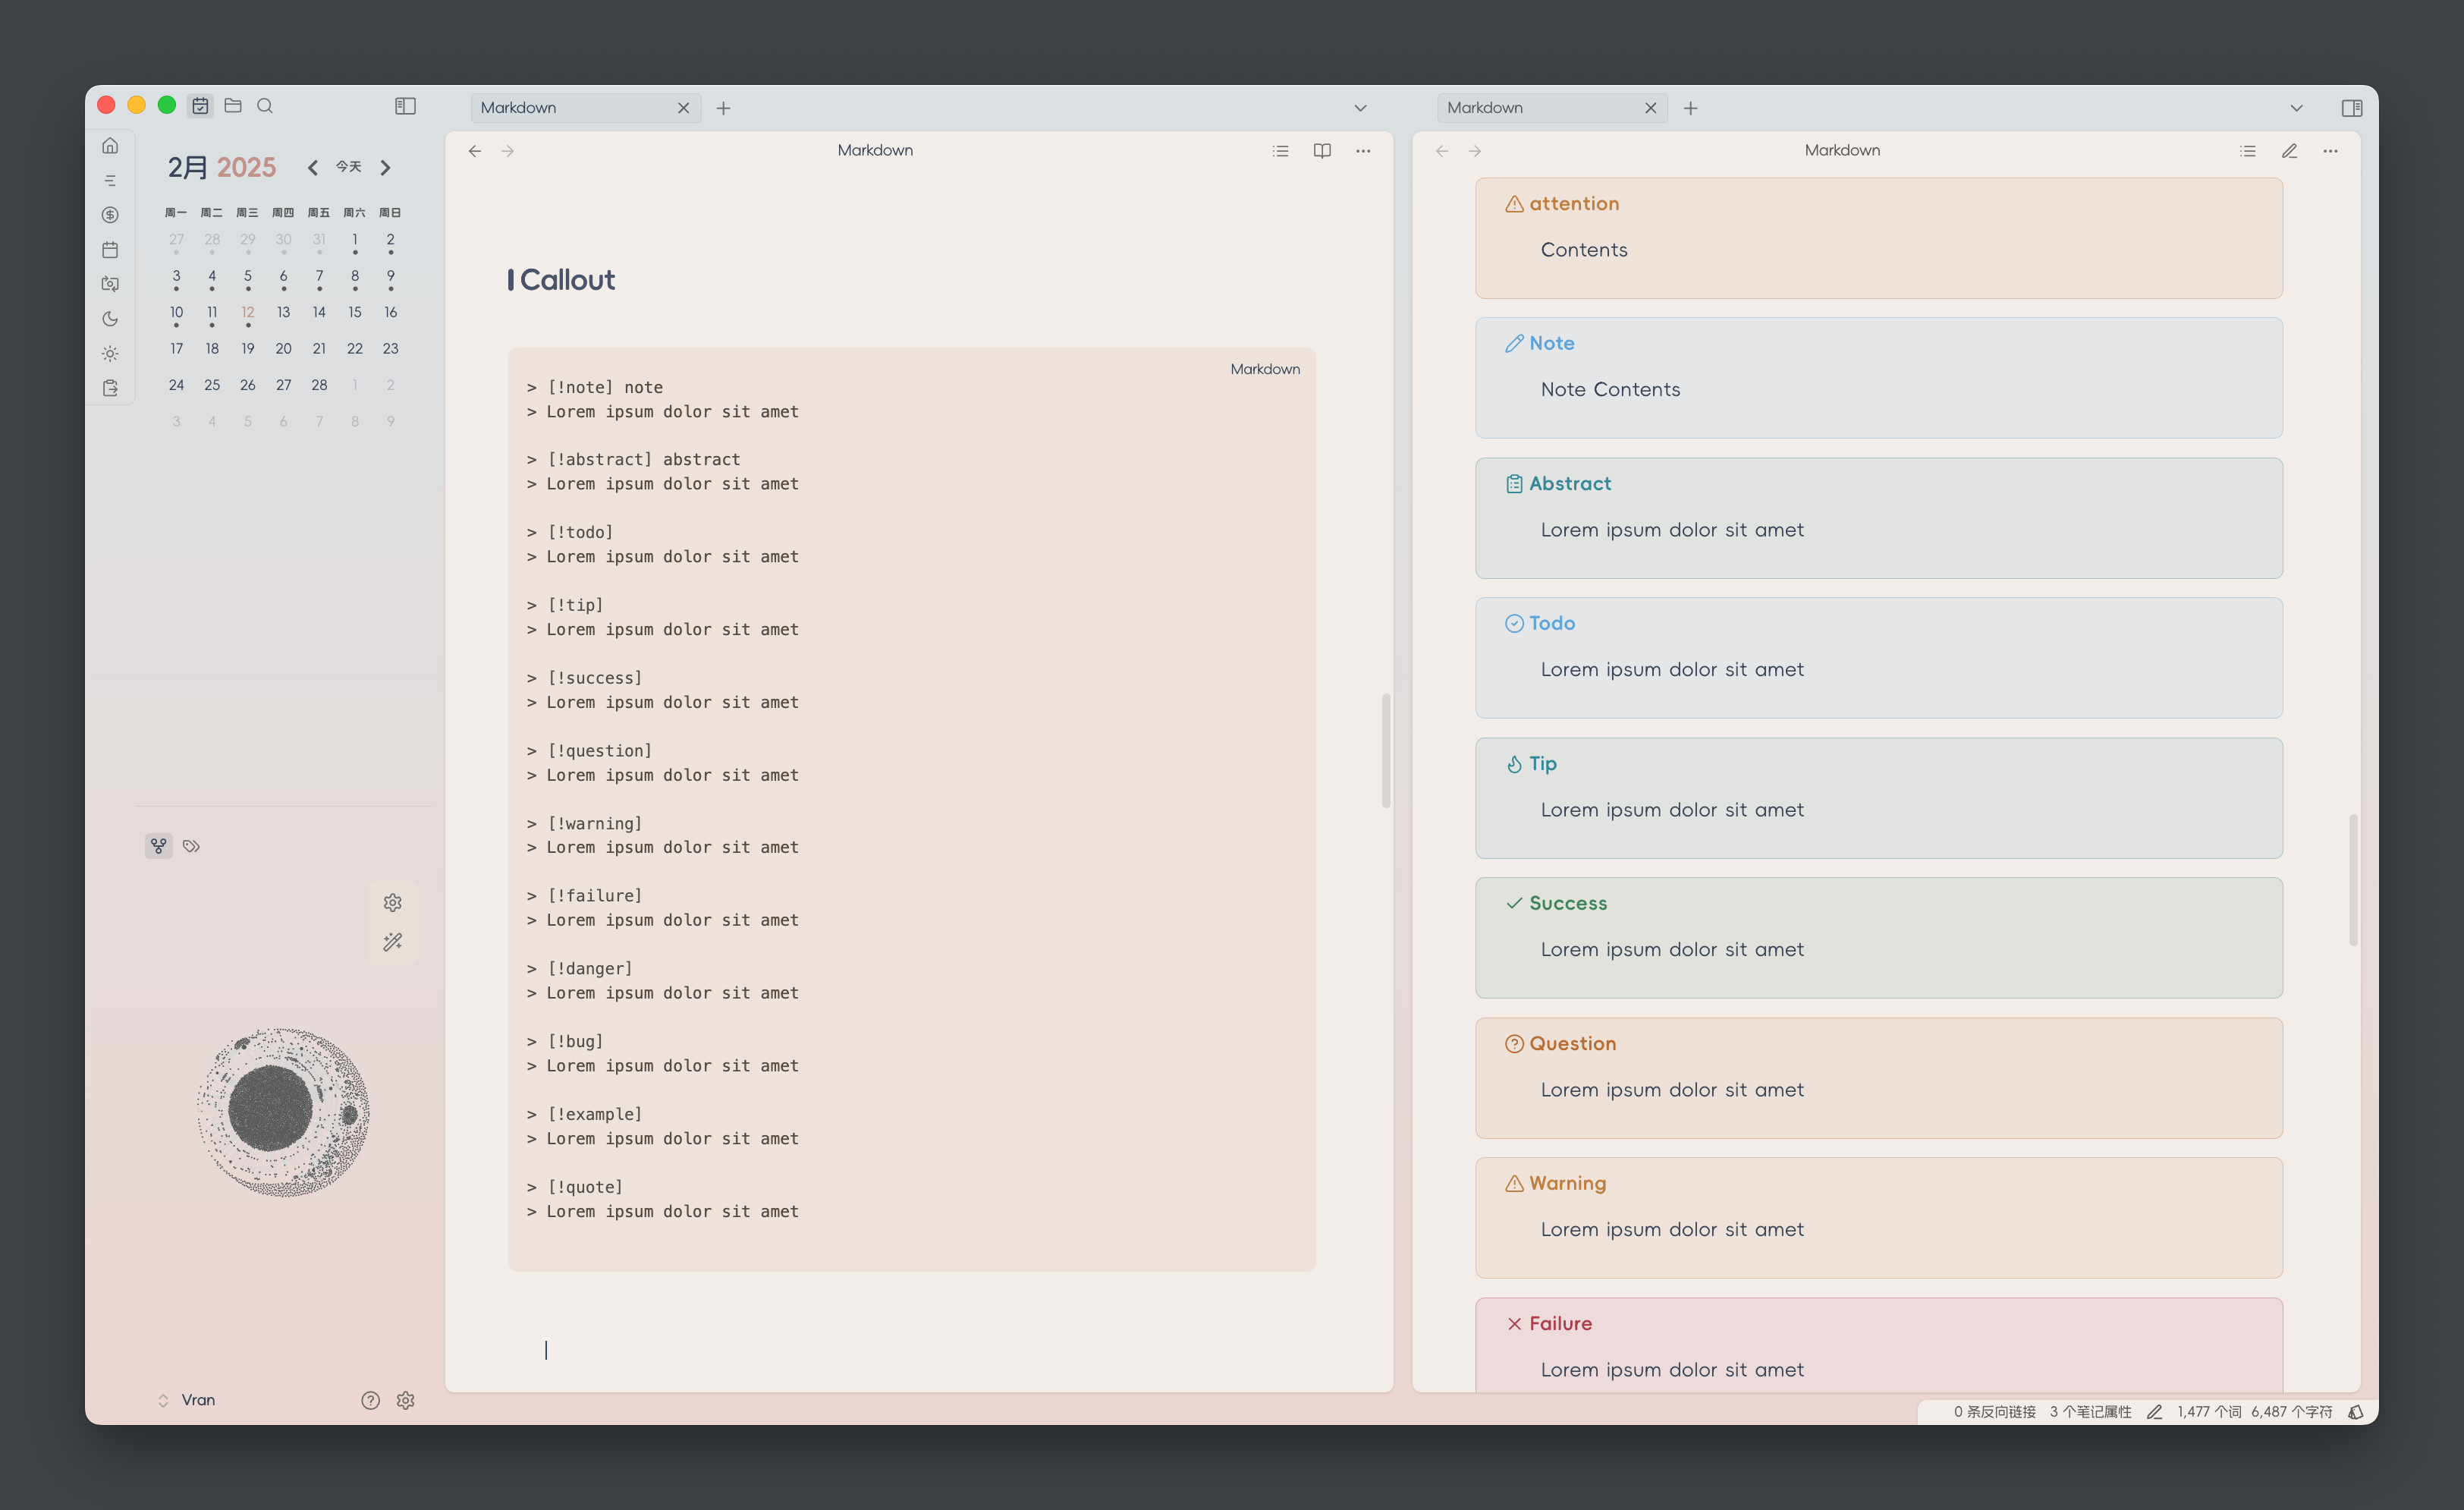 2月 2025
今天
周一 周二 周三 周四 周五 周六 周日
27 28 29 30 31 1 2
3 4 5 6 7 8 9
10 11 12 13 14 15 16
17 18 19 20 21 22 23
24 25 26 27 28 1 2
3 4 5 6 7 8 9
Vran
Markdown
Markdown
Callout
Markdown
> [!note] note
> Lorem ipsum dolor sit amet
> [!abstract] abstract
> Lorem ipsum dolor sit amet
> [!todo]
> Lorem ipsum dolor sit amet
> [!tip]
> Lorem ipsum dolor sit amet
> [!success]
> Lorem ipsum dolor sit amet
> [!question]
> Lorem ipsum dolor sit amet
> [!warning]
> Lorem ipsum dolor sit amet
> [!failure]
> Lorem ipsum dolor sit amet
> [!danger]
> Lorem ipsum dolor sit amet
> [!bug]
> Lorem ipsum dolor sit amet
> [!example]
> Lorem ipsum dolor sit amet
> [!quote]
> Lorem ipsum dolor sit amet
Markdown
Markdown
attention
Contents
Note
Note Contents
Abstract
Lorem ipsum dolor sit amet
Todo
Lorem ipsum dolor sit amet
Tip
Lorem ipsum dolor sit amet
Success
Lorem ipsum dolor sit amet
Question
Lorem ipsum dolor sit amet
Warning
Lorem ipsum dolor sit amet
Failure
Lorem ipsum dolor sit amet
0 条反向链接 3 个笔记属性 1,477 个词 6,487 个字符